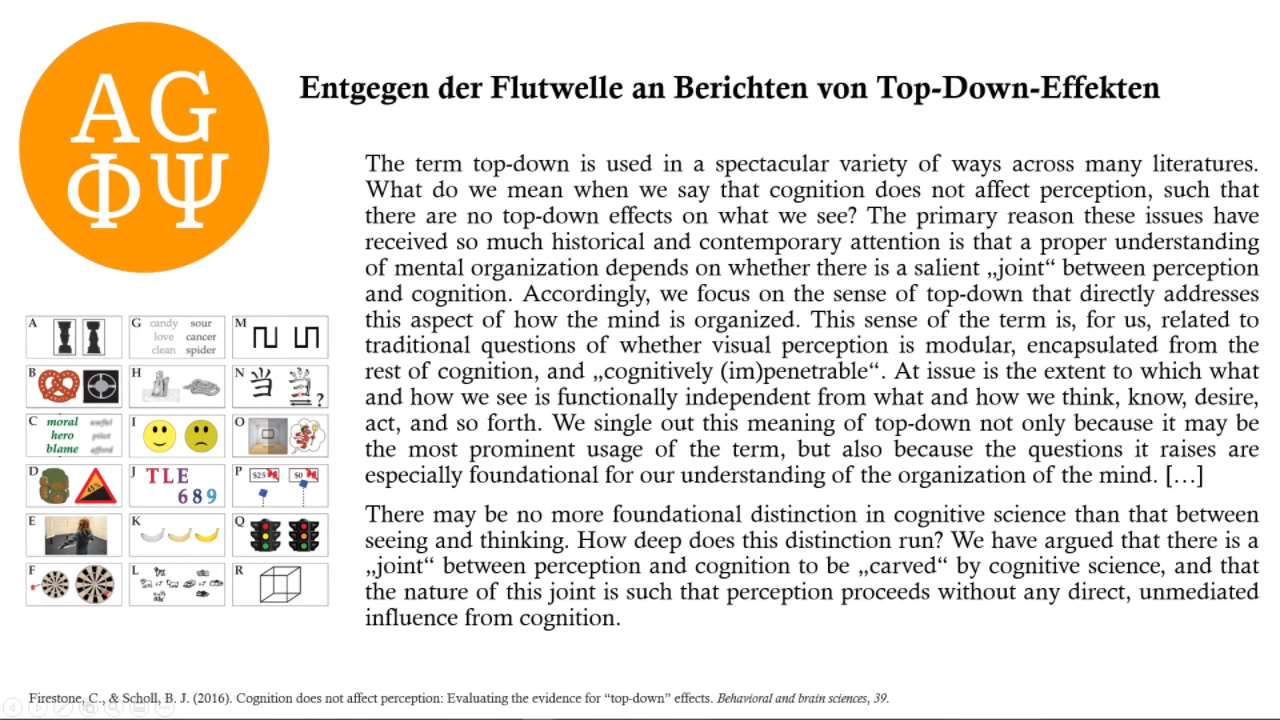 AG
ΦΨ
Entgegen der Flutwelle an Berichten von Top-Down-Effekten
The term top-down is used in a spectacular variety of ways across many literatures.
What do we mean when we say that cognition does not affect perception, such that
there are no top-down effects on what we see? The primary reason these issues have
received so much historical and contemporary attention is that a proper understanding
of mental organization depends on whether there is a salient „joint“ between perception
and cognition. Accordingly, we focus on the sense of top-down that directly addresses
this aspect of how the mind is organized. This sense of the term is, for us, related to
traditional questions of whether visual perception is modular, encapsulated from the
rest of cognition, and „cognitively (im)penetrable“. At issue is the extent to which what
and how we see is functionally independent from what and how we think, know, desire,
act, and so forth. We single out this meaning of top-down not only because it may be
the most prominent usage of the term, but also because the questions it raises are
especially foundational for our understanding of the organization of the mind. […]
There may be no more foundational distinction in cognitive science than that between
seeing and thinking. How deep does this distinction run? We have argued that there is a
„joint“ between perception and cognition to be „carved“ by cognitive science, and that
the nature of this joint is such that perception proceeds without any direct, unmediated
influence from cognition.
A
G
candy sour
love cancer
clean spider
M
B
H
N
当
?
C
moral useful
hero pilot
blame afford
I
O
D
45%
J
T L E
6 8 9
P
$25
$0
E
K
Q
F
L
R
Firestone, C., & Scholl, B. J. (2016). Cognition does not affect perception: Evaluating the evidence for “top-down” effects. Behavioral and brain sciences, 39.